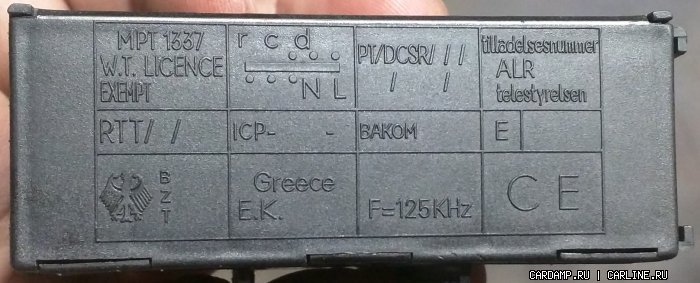 MPT 1337
W.T. LICENCE
EXEMPT
r c d
N L
PT/DCSR/ / /
/ /
tilladelsesnummer
ALR
telestyrelsen
RTT/ /
ICP- -
BAKOM
E
B
Z
T
Greece
E.K.
F=125KHz
CE
CARDAMP.RU | CARLINE.RU